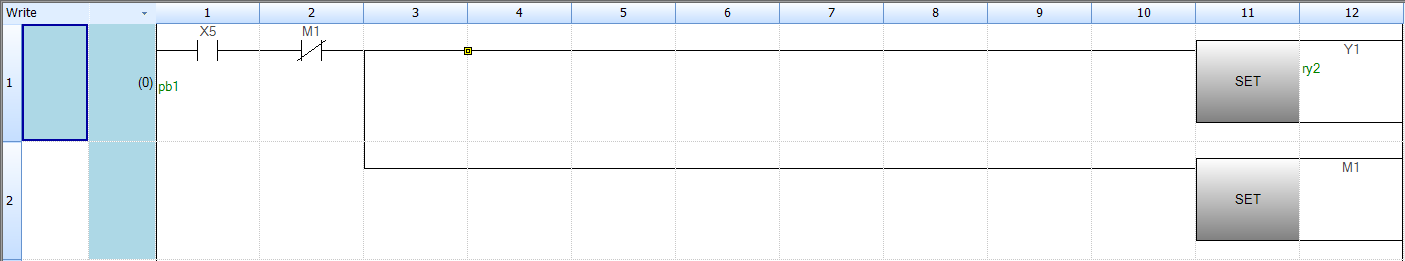 Write 1 2 3 4 5 6 7 8 9 10 11 12
X5 M1 Y1
1 (0) pb1 SET ry2
M1
2 SET